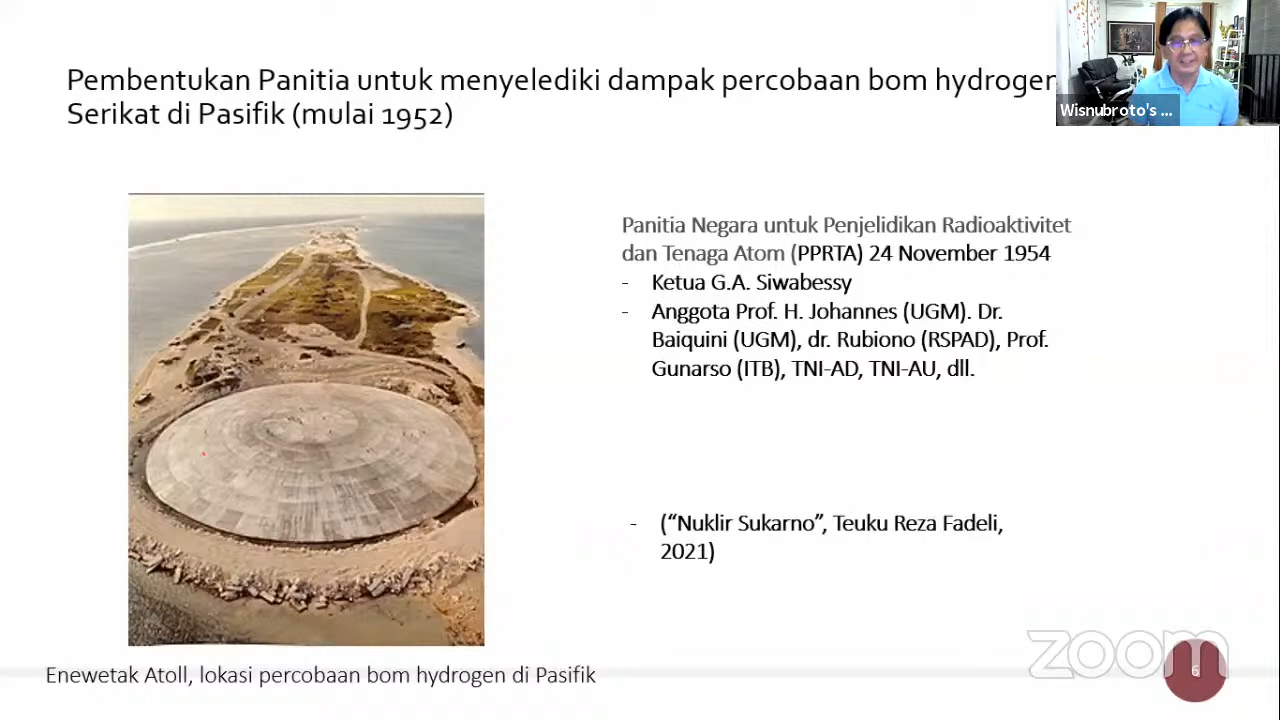 Pembentukan Panitia untuk menyelediki dampak percobaan bom hydrogen
Serikat di Pasifik (mulai 1952)
Wisnubroto's ...
Panitia Negara untuk Penjelidikan Radioaktivitet
dan Tenaga Atom (PPRTA) 24 November 1954
- Ketua G.A. Siwabessy
- Anggota Prof. H. Johannes (UGM). Dr.
Baiquini (UGM), dr. Rubiono (RSPAD), Prof.
Gunarso (ITB), TNI-AD, TNI-AU, dll.
- (“Nuklir Sukarno”, Teuku Reza Fadeli,
2021)
zoom
6
Enewetak Atoll, lokasi percobaan bom hydrogen di Pasifik